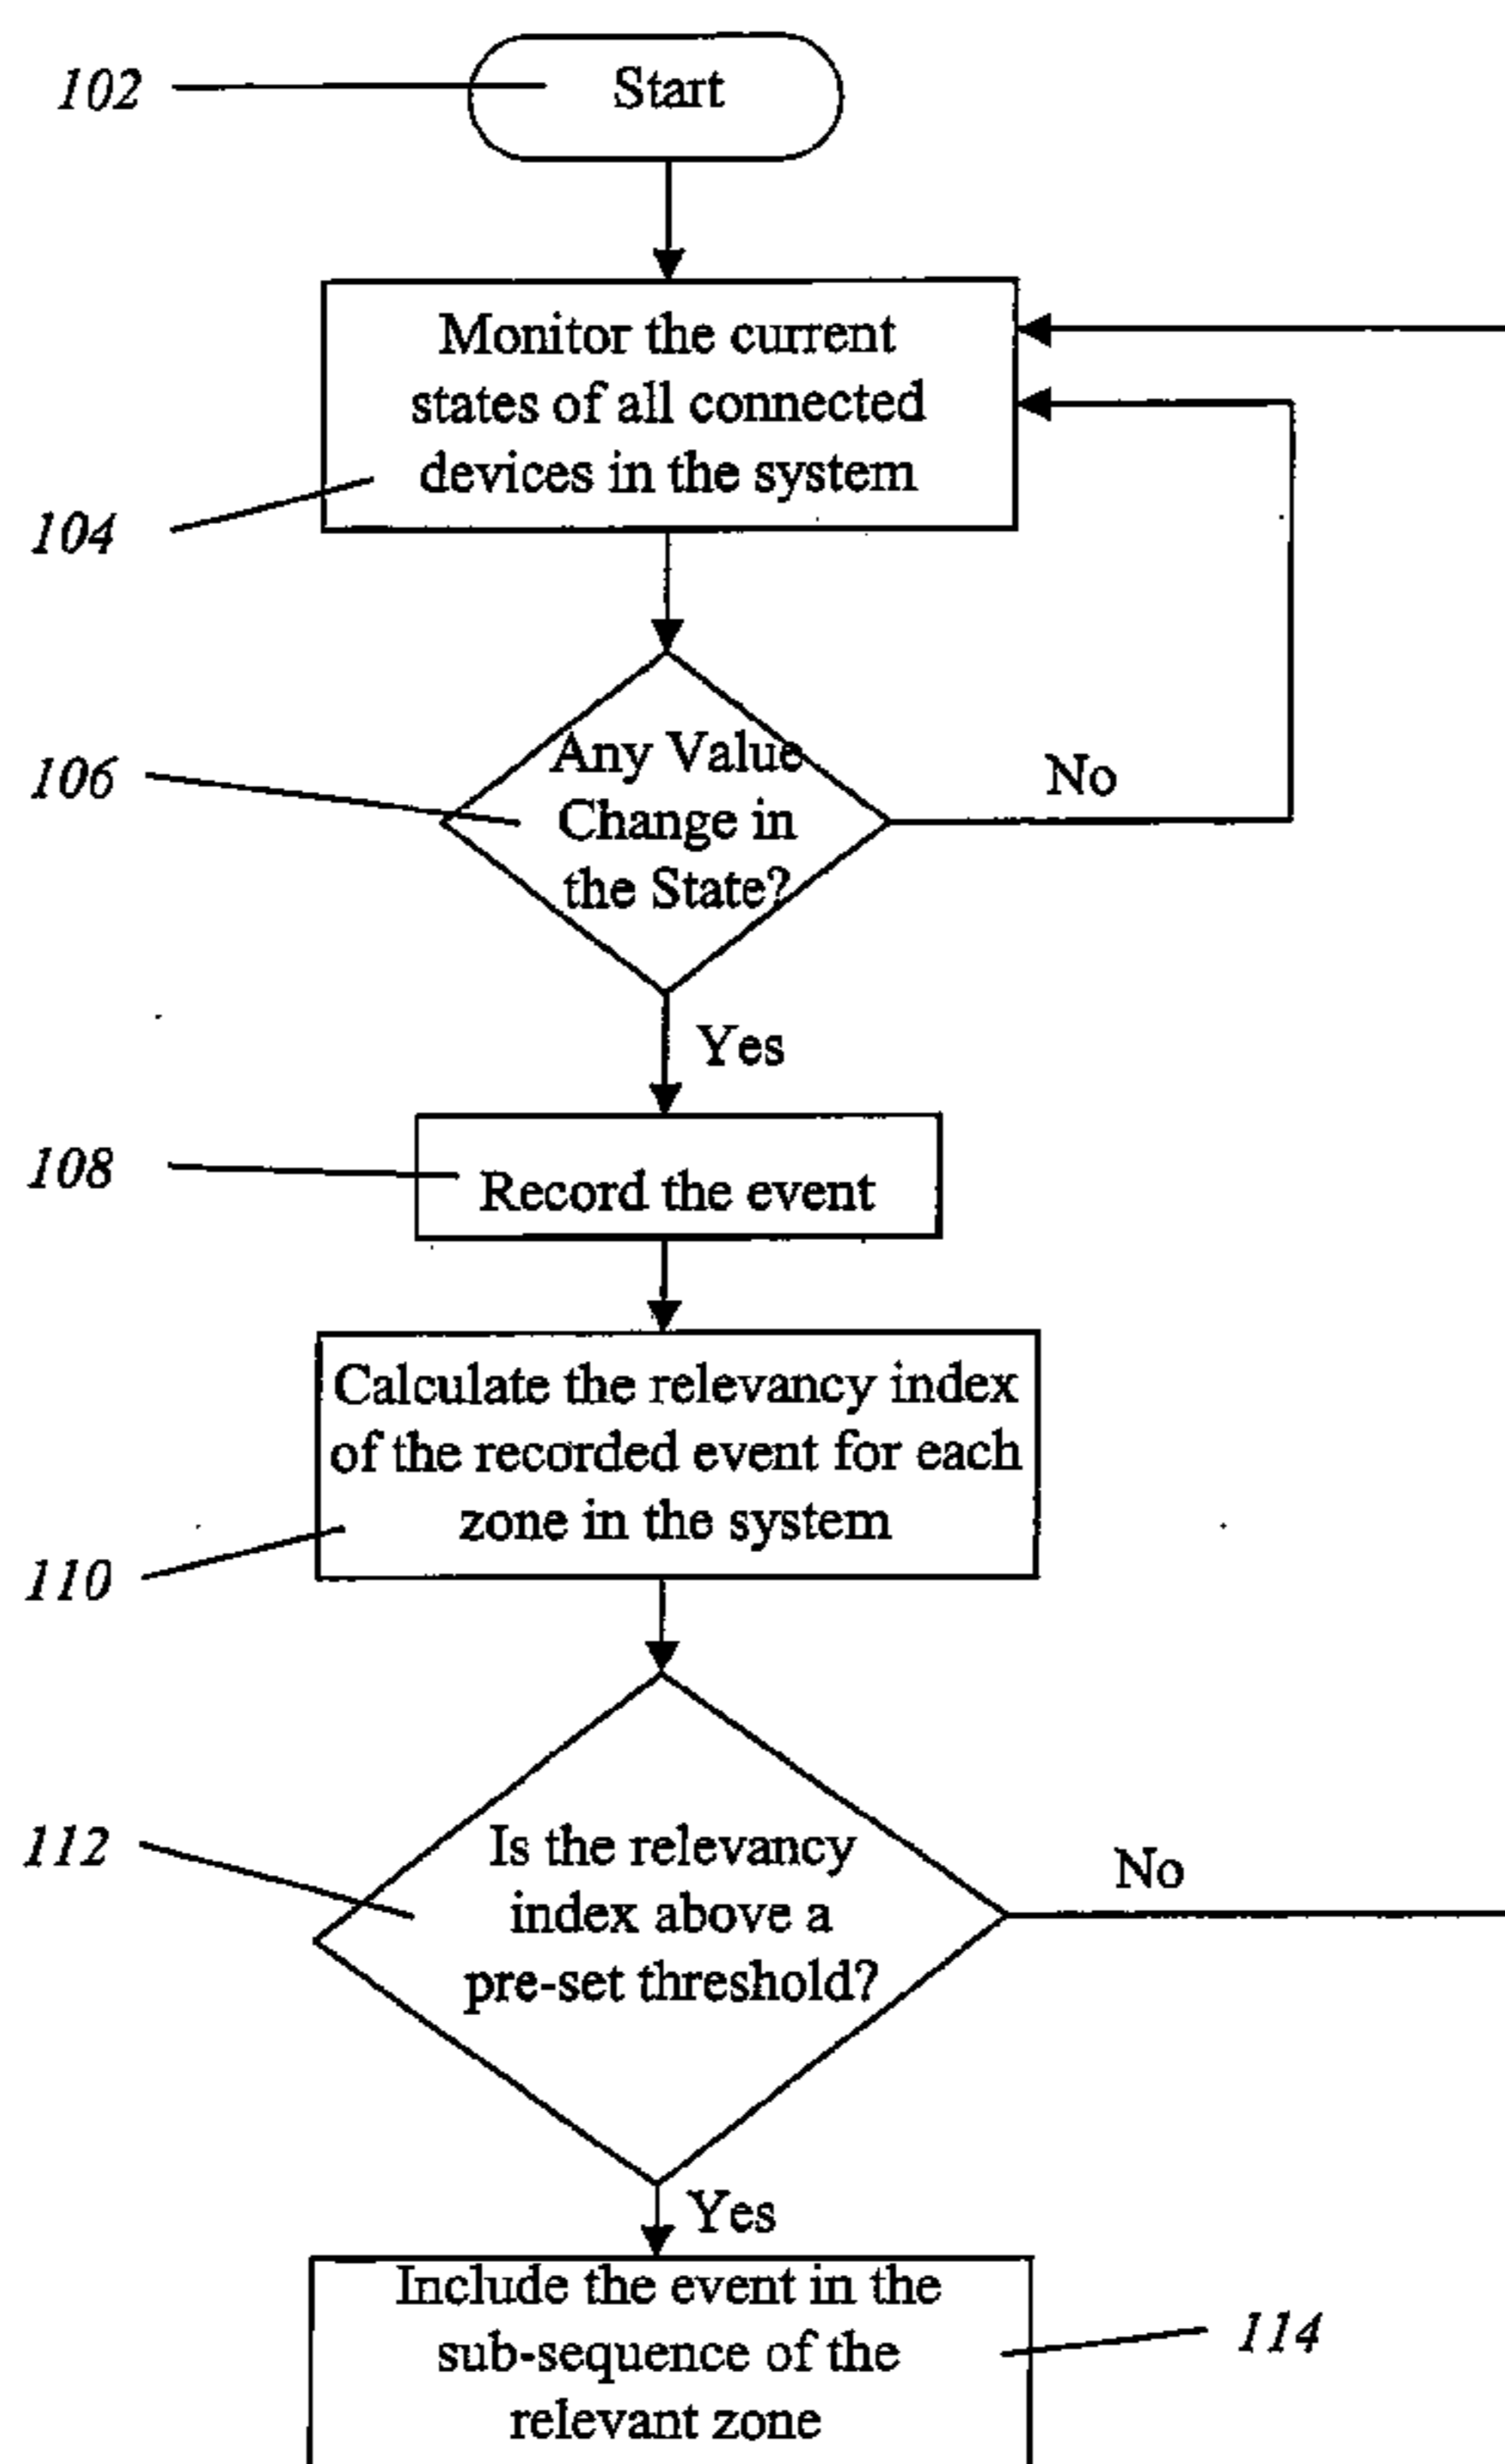 102
Start
Monitor the current
states of all connected
devices in the system
104
106
Any Value
Change in
the State?
No
Yes
108
Record the event
Calculate the relevancy index
of the recorded event for each
zone in the system
110
112
Is the relevancy
index above a
pre-set threshold?
No
Yes
Include the event in the
sub-sequence of the
relevant zone
114